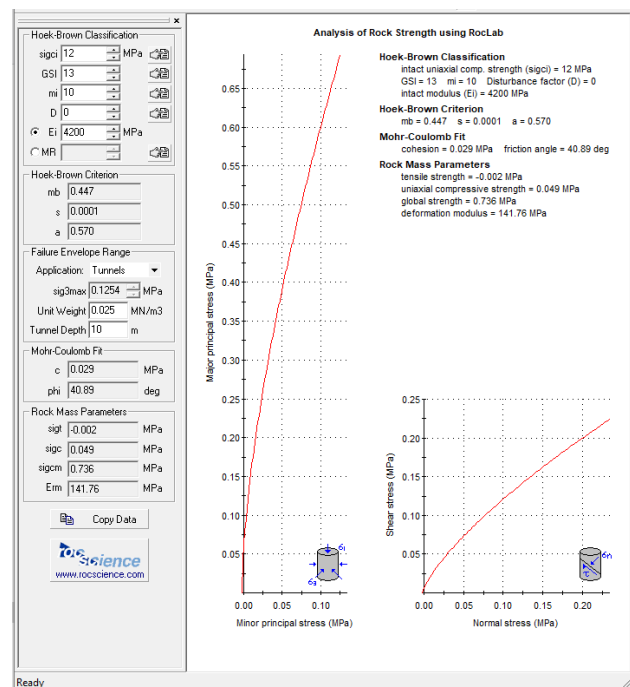 Hoek-Brown Classification
sigci 12 MPa
GSI 13
mi 10
D 0
Ei 4200 MPa
MR
Hoek-Brown Criterion
mb 0.447
s 0.0001
a 0.570
Failure Envelope Range
Application: Tunnels
sig3max 0.1254 MPa
Unit Weight 0.025 MN/m3
Tunnel Depth 10 m
Mohr-Coulomb Fit
c 0.029 MPa
phi 40.89 deg
Rock Mass Parameters
sigt -0.002 MPa
sigc 0.049 MPa
sigcm 0.736 MPa
Erm 141.76 MPa
Copy Data
rocscience
www.rocscience.com
Ready
Analysis of Rock Strength using RocLab
Hoek-Brown Classification
intact uniaxial comp. strength (sigci) = 12 MPa
GSI = 13 mi = 10 Disturbance factor (D) = 0
intact modulus (Ei) = 4200 MPa
Hoek-Brown Criterion
mb = 0.447 s = 0.0001 a = 0.570
Mohr-Coulomb Fit
cohesion = 0.029 MPa friction angle = 40.89 deg
Rock Mass Parameters
tensile strength = -0.002 MPa
uniaxial compressive strength = 0.049 MPa
global strength = 0.736 MPa
deformation modulus = 141.76 MPa
Major principal stress (MPa)
0.65
0.60
0.55
0.50
0.45
0.40
0.35
0.30
0.25
0.20
0.15
0.10
0.05
0.00 0.05 0.10
Minor principal stress (MPa)
σ1
σ3
Shear stress (MPa)
0.25
0.20
0.15
0.10
0.05
0.00 0.05 0.10 0.15 0.20
Normal stress (MPa)
σn
τ